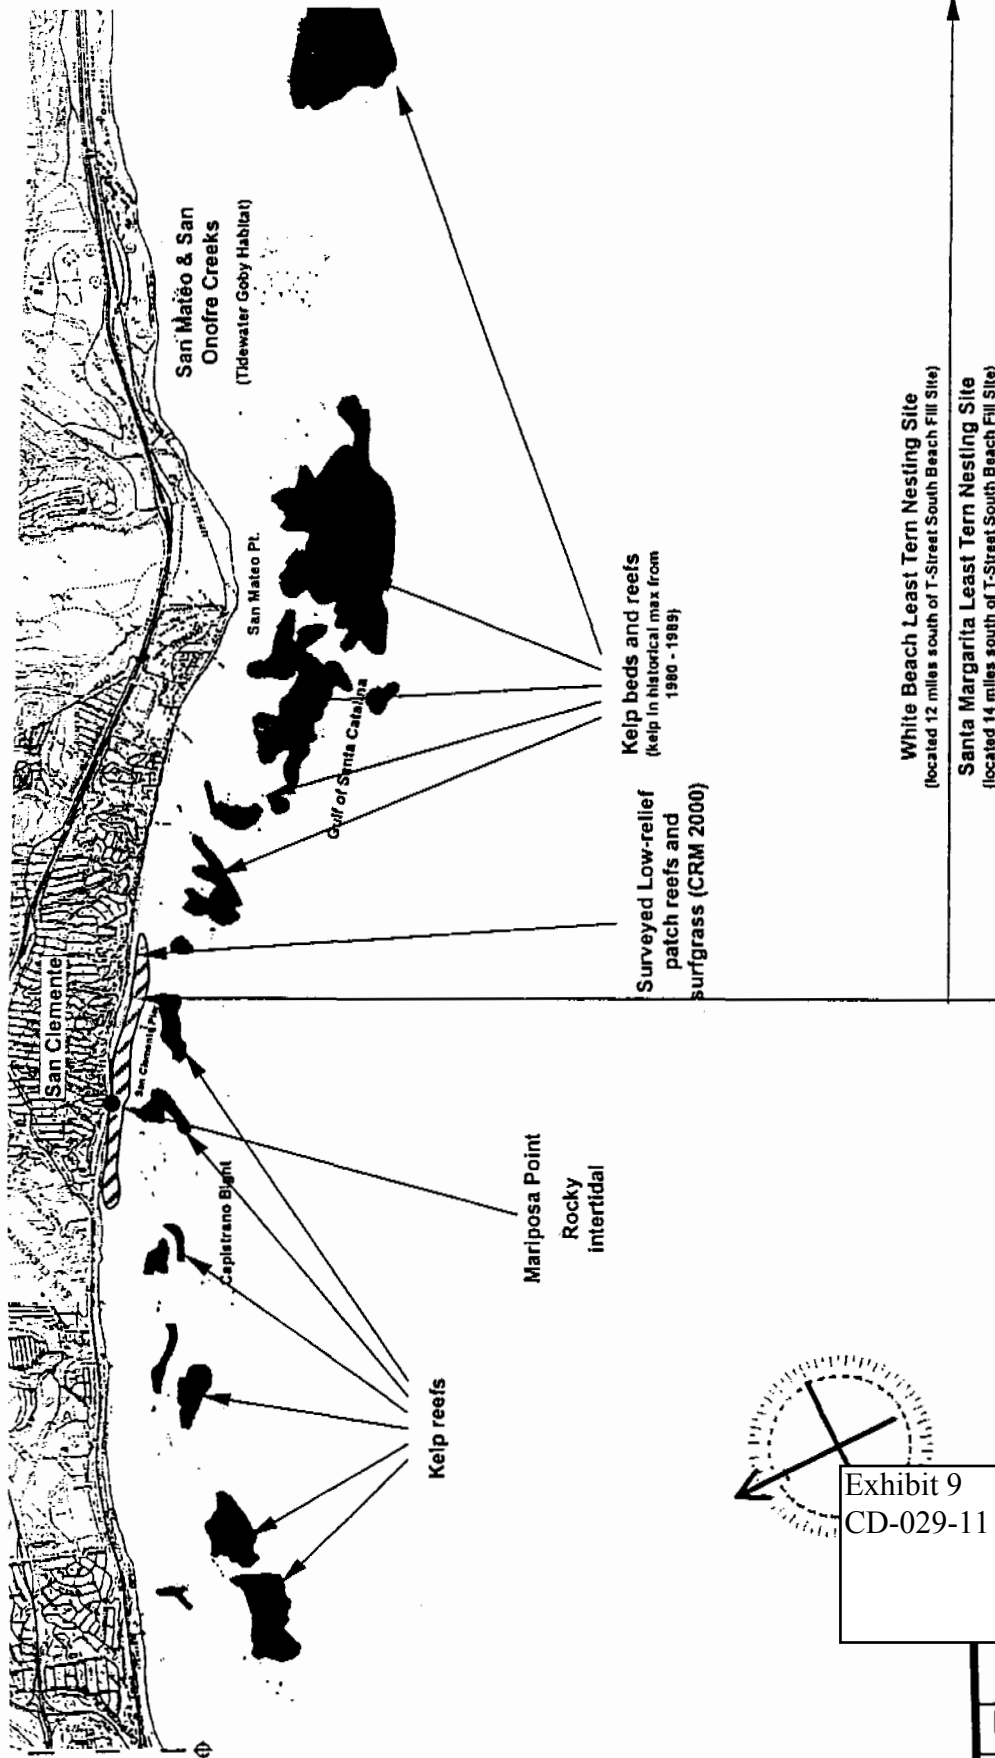 San Clemente
San Clemente Pier
San Mateo & San
Onofre Creeks
(Tidewater Goby Habitat)
San Mateo Pt.
Gulf of Santa Catalina
Capistrano Bight
Kelp reefs
Mariposa Point
Rocky
intertidal
Surveyed Low-relief
patch reefs and
surfgrass (CRM 2000)
Kelp beds and reefs
(kelp in historical max from
1980 - 1989)
White Beach Least Tern Nesting Site
(located 12 miles south of T-Street South Beach Fill Site)
Santa Margarita Least Tern Nesting Site
(located 14 miles south of T-Street South Beach Fill Site)
Exhibit 9
CD-029-11